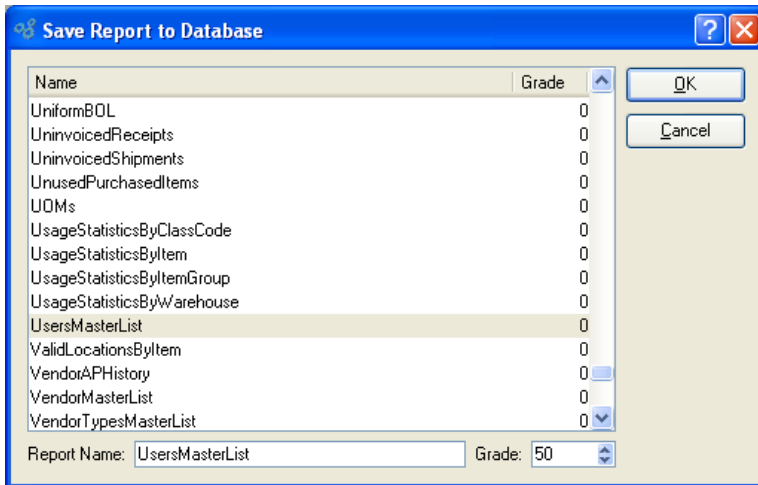 Save Report to Database
Name Grade
OK
UniformBOL 0
UninvoicedReceipts 0
Cancel
UninvoicedShipments 0
UnusedPurchasedItems 0
UOMs 0
UsageStatisticsByClassCode 0
UsageStatisticsByItem 0
UsageStatisticsByItemGroup 0
UsageStatisticsByWarehouse 0
UsersMasterList 0
ValidLocationsByItem 0
VendorAPHistory 0
VendorMasterList 0
VendorTypesMasterList 0
Report Name: UsersMasterList Grade: 50